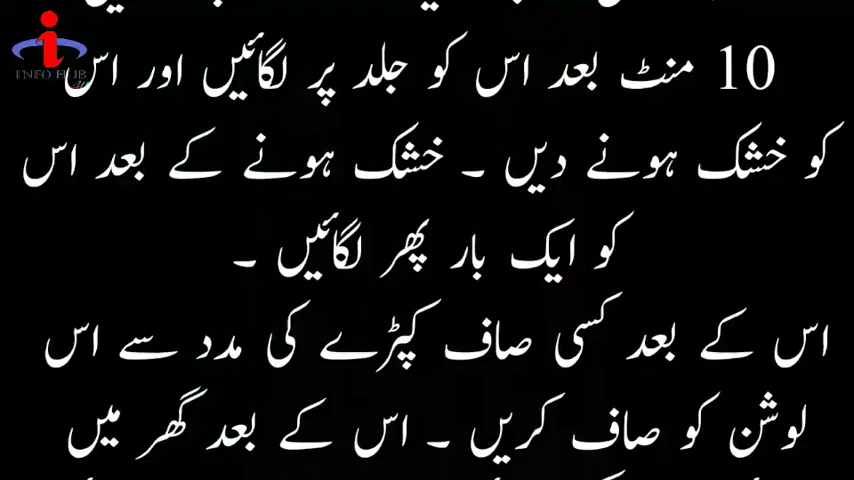 INFO HUB
10 منٹ بعد اس کو جلد پر لگائیں اور اس
کو خشک ہونے دیں ۔ خشک ہونے کے بعد اس
کو ایک بار پھر لگائیں ۔
اس کے بعد کسی صاف کپڑے کی مدد سے اس
لوشن کو صاف کریں ۔ اس کے بعد گھر میں